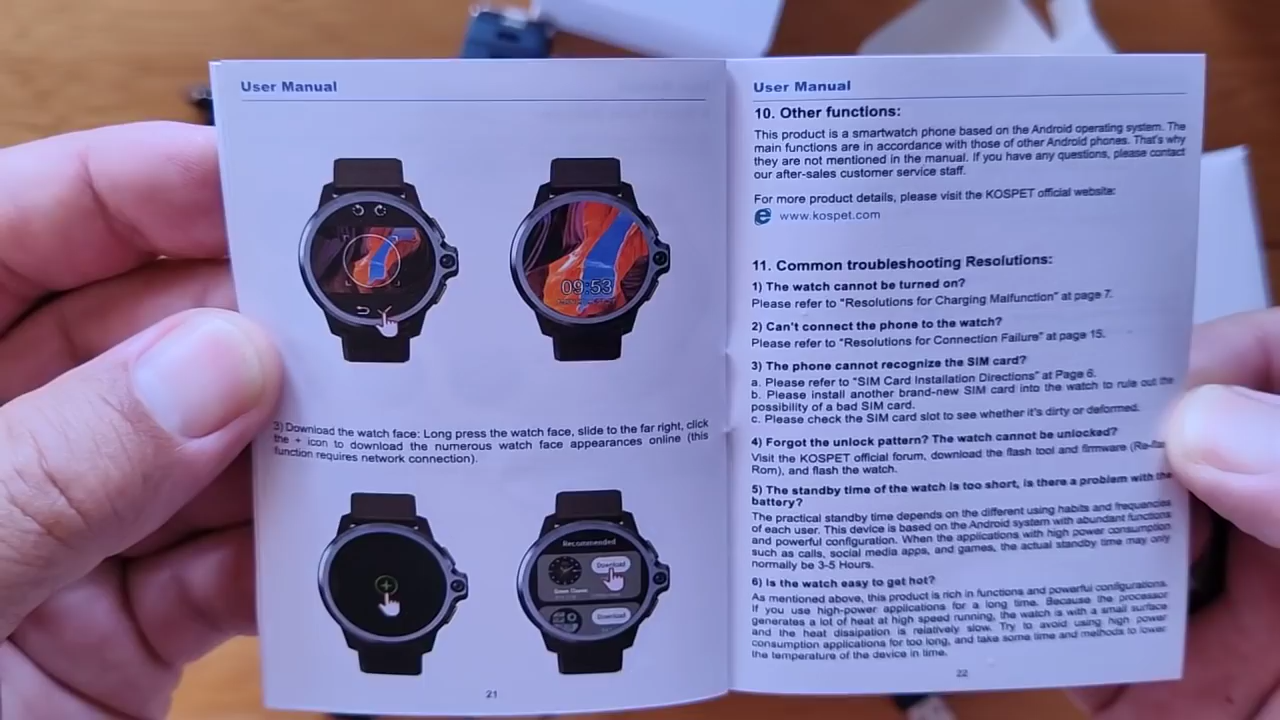 User Manual
09:53
3) Download the watch face: Long press the watch face, slide to the far right, click
the + icon to download the numerous watch face appearances online (this
function requires network connection).
Recommended
Download
Download
21
User Manual
10. Other functions:
This product is a smartwatch phone based on the Android operating system. The
main functions are in accordance with those of other Android phones. That's why
they are not mentioned in the manual. If you have any questions, please contact
our after-sales customer service staff.
For more product details, please visit the KOSPET official website:
www.kospet.com
11. Common troubleshooting Resolutions:
1) The watch cannot be turned on?
Please refer to "Resolutions for Charging Malfunction" at page 7.
2) Can't connect the phone to the watch?
Please refer to "Resolutions for Connection Failure" at page 15.
3) The phone cannot recognize the SIM card?
a. Please refer to "SIM Card Installation Directions" at Page 6.
b. Please install another brand-new SIM card into the watch to rule out the
possibility of a bad SIM card.
c. Please check the SIM card slot to see whether it's dirty or deformed.
4) Forgot the unlock pattern? The watch cannot be unlocked?
Visit the KOSPET official forum, download the flash tool and firmware
Rom), and flash the watch.
5) The standby time of the watch is too short, is there a problem with the
battery?
The practical standby time depends on the different using habits and frequencies
of each user. This device is based on the Android system with abundant functions
and powerful configuration. When the applications with high power consumption
such as calls, social media apps, and games, the actual standby time may only
normally be 3-5 Hours.
6) Is the watch easy to get hot?
As mentioned above, this product is rich in functions and powerful configurations.
If you use high-power applications for a long time. Because the processor
generates a lot of heat at high speed running, the watch is with a small surface
and the heat dissipation is relatively slow. Try to avoid using high power
consumption applications for too long, and take some time and methods to lower
the temperature of the device in time.
22